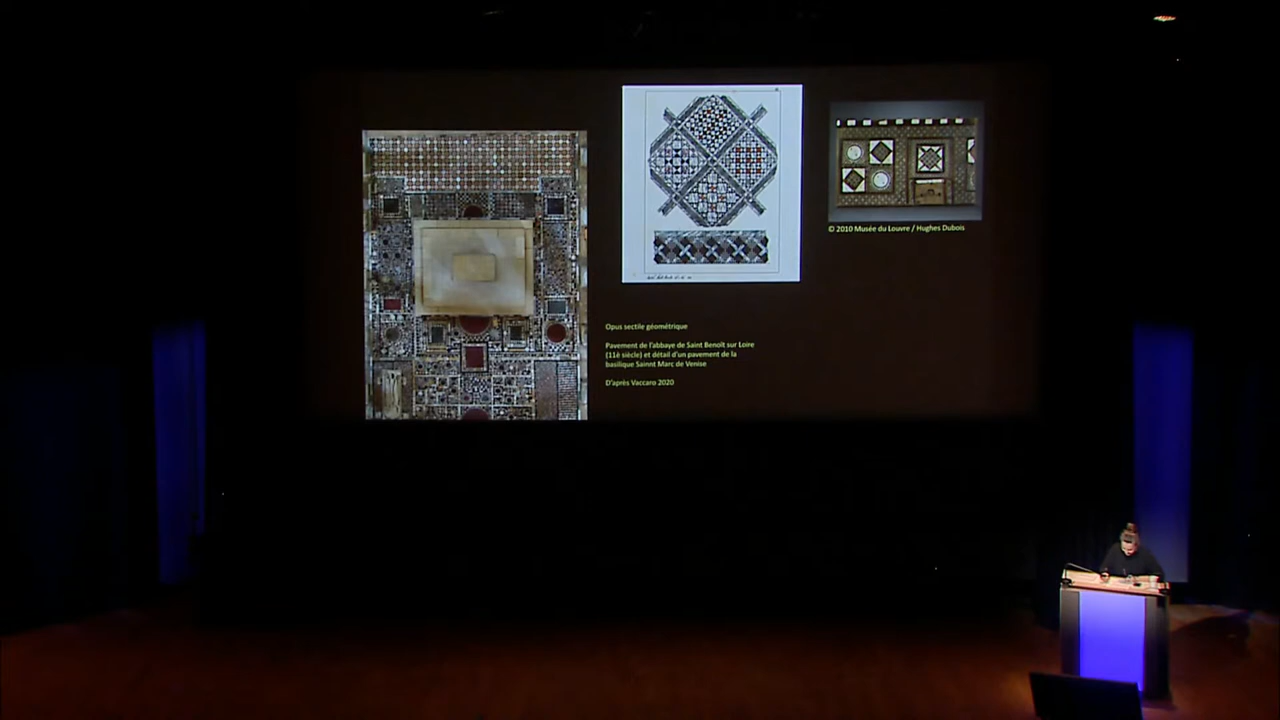 © 2010 Musée du Louvre / Hughes Dubois
Opus sectile géométrique
Pavement de l'abbaye de Saint Benoît sur Loire
(11è siècle) et détail d'un pavement de la
basilique Sainnt Marc de Venise
D'après Vaccaro 2020